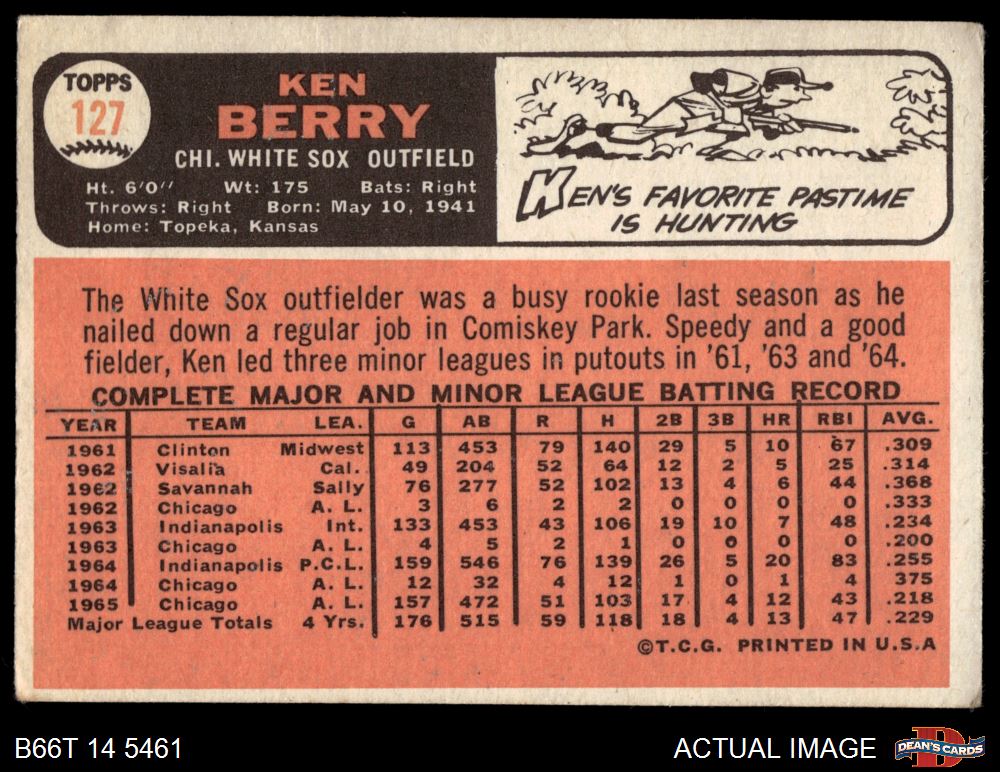 TOPPS
127
KEN
BERRY
CHI. WHITE SOX OUTFIELD
Ht. 6'0" Wt: 175 Bats: Right
Throws: Right Born: May 10, 1941
Home: Topeka, Kansas
KEN'S FAVORITE PASTIME
IS HUNTING
The White Sox outfielder was a busy rookie last season as he
nailed down a regular job in Comiskey Park. Speedy and a good
fielder, Ken led three minor leagues in putouts in '61, '63 and '64.
COMPLETE MAJOR AND MINOR LEAGUE BATTING RECORD
YEAR TEAM LEA. G AB R H 2B 3B HR RBI AVG.
1961 Clinton Midwest 113 453 79 140 29 5 10 67 .309
1962 Visalia Cal. 49 204 52 64 12 2 5 25 .314
1962 Savannah Sally 76 277 52 102 13 4 6 44 .368
1962 Chicago A. L. 3 6 2 2 0 0 0 0 .333
1963 Indianapolis Int. 133 453 43 106 19 10 7 48 .234
1963 Chicago A. L. 4 5 2 1 0 0 0 0 .200
1964 Indianapolis P.C.L. 159 546 76 139 26 5 20 83 .255
1964 Chicago A. L. 12 32 4 12 1 0 1 4 375
1965 Chicago A. L. 157 472 51 103 17 4 12 43 .218
Major League Totals 4 Yrs. 176 515 59 118 18 4 13 47 .229
©T.C.G. PRINTED IN U.S.A
B66T 14 5461
ACTUAL IMAGE
D
DEAN'S CARDS